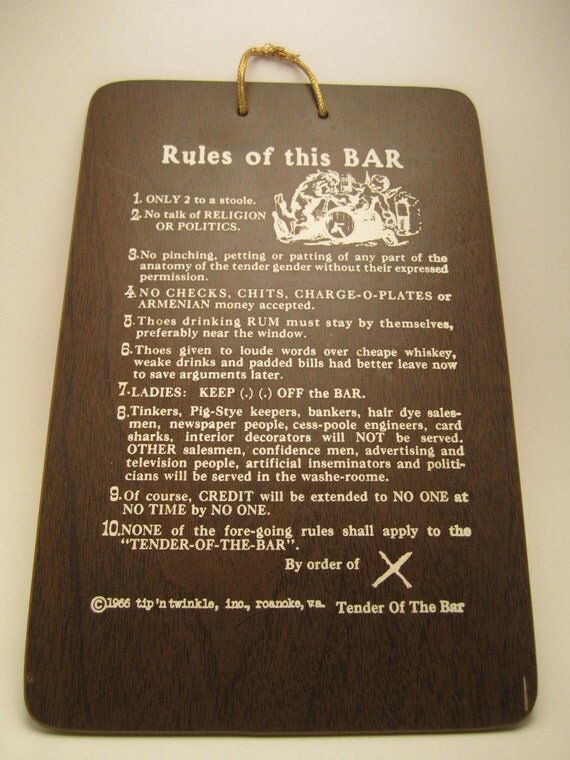 Rules of this BAR
1. ONLY 2 to a stoole.
2. No talk of RELIGION
OR POLITICS.
3. No pinching, petting or patting of any part of the
anatomy of the tender gender without their expressed
permission.
4. NO CHECKS, CHITS, CHARGE-O-PLATES or
ARMENIAN money accepted.
5. Thoes drinking RUM must stay by themselves,
preferably near the window.
6. Thoes given to loude words over cheape whiskey,
weake drinks and padded bills had better leave now
to save arguments later.
7. LADIES: KEEP (.) (.) OFF the BAR.
8. Tinkers, Pig-Stye keepers, bankers, hair dye sales-
men, newspaper people, cess-poole engineers, card
sharks, interior decorators will NOT be served.
OTHER salesmen, confidence men, advertising and
television people, artificial inseminators and politi-
cians will be served in the washe-roome.
9. Of course, CREDIT will be extended to NO ONE at
NO TIME by NO ONE.
10. NONE of the fore-going rules shall apply to the
"TENDER-OF-THE-BAR".
By order of X
©1966 tip 'n twinkle, inc., roanoke, va. Tender Of The Bar